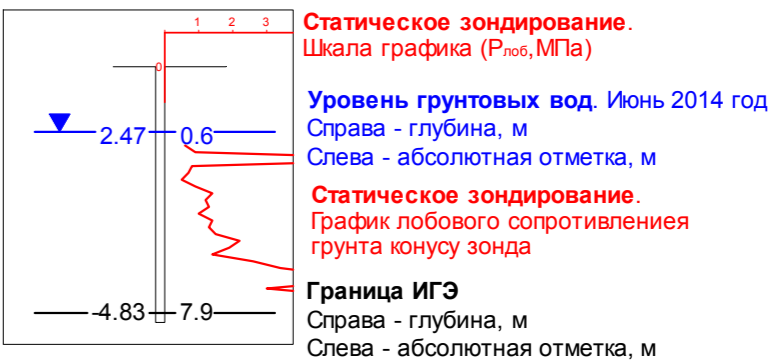 1 2 3
0
2.47 0.6
-4.83 7.9
Статическое зондирование.
Шкала графика (Pлоб,МПа)
Уровень грунтовых вод. Июнь 2014 год
Справа - глубина, м
Слева - абсолютная отметка, м
Статическое зондирование.
График лобового сопротивлениея
грунта конусу зонда
Граница ИГЭ
Справа - глубина, м
Слева - абсолютная отметка, м